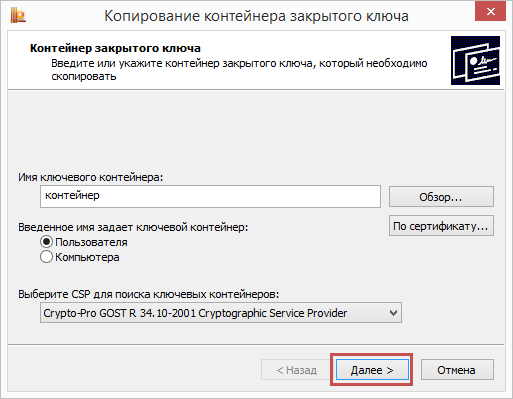 Копирование контейнера закрытого ключа
Контейнер закрытого ключа
Введите или укажите контейнер закрытого ключа, который необходимо
скопировать
Имя ключевого контейнера:
контейнер
Обзор...
По сертификату...
Введенное имя задает ключевой контейнер:
Пользователя
Компьютера
Выберите CSP для поиска ключевых контейнеров:
Crypto-Pro GOST R 34.10-2001 Cryptographic Service Provider
< Назад
Далее >
Отмена